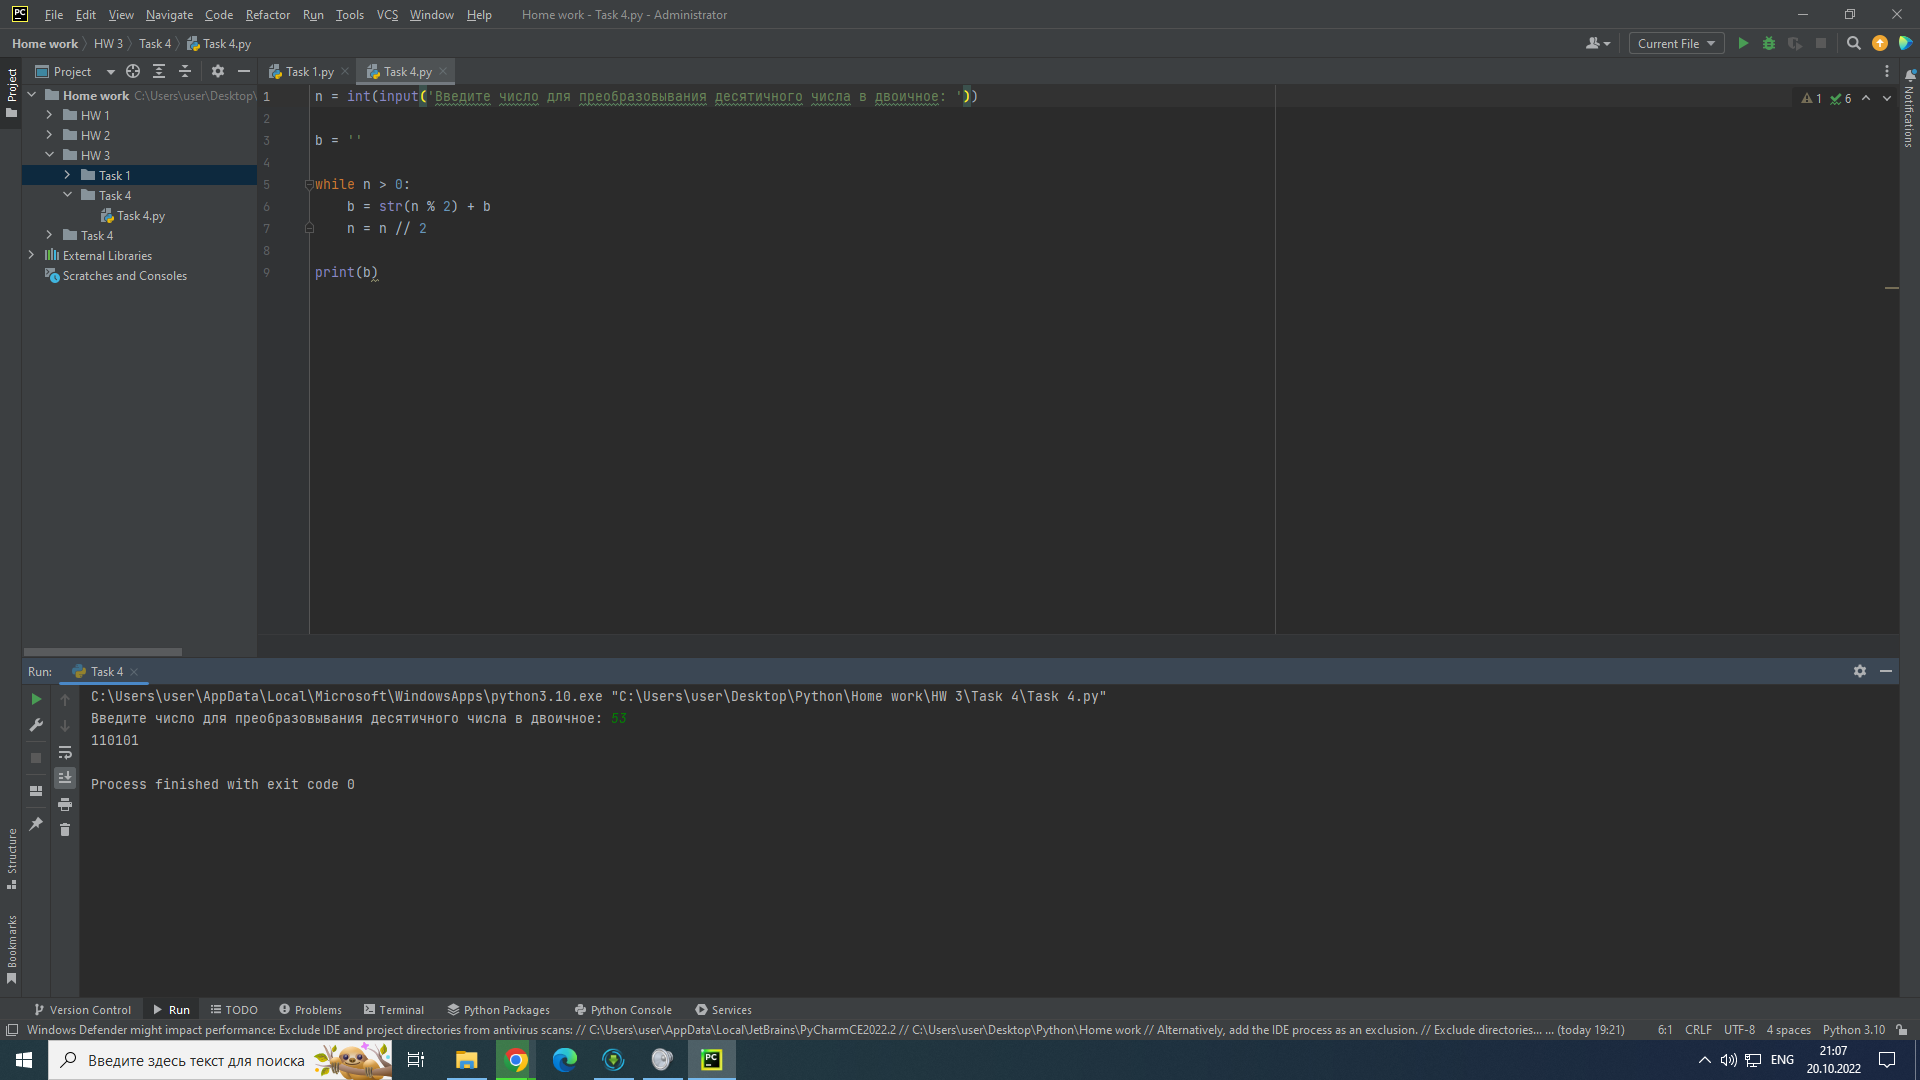 File Edit View Navigate Code Refactor Run Tools VCS Window Help Home work - Task 4.py - Administrator
Home work HW 3 Task 4 Task 4.py Current File
Project Task 1.py Task 4.py
Project
Notifications
Home work C:\Users\user\Desktop\
HW 1
HW 2
HW 3
Task 1
Task 4
Task 4.py
Task 4
External Libraries
Scratches and Consoles
1 n = int(input('Введите число для преобразовывания десятичного числа в двоичное: ')) 1 6
2
3 b = ''
4
5 while n > 0:
6 b = str(n % 2) + b
7 n = n // 2
8
9 print(b)
Run: Task 4
C:\Users\user\AppData\Local\Microsoft\WindowsApps\python3.10.exe "C:\Users\user\Desktop\Python\Home work\HW 3\Task 4\Task 4.py"
Введите число для преобразовывания десятичного числа в двоичное: 53
110101
Process finished with exit code 0
Structure
Bookmarks
Version Control Run TODO Problems Terminal Python Packages Python Console Services
Windows Defender might impact performance: Exclude IDE and project directories from antivirus scans: // C:\Users\user\AppData\Local\JetBrains\PyCharmCE2022.2 // C:\Users\user\Desktop\Python\Home work // Alternatively, add the IDE process as an exclusion. // Exclude directories... ... (today 19:21) 6:1 CRLF UTF-8 4 spaces Python 3.10
Введите здесь текст для поиска PC ENG 21:07
20.10.2022